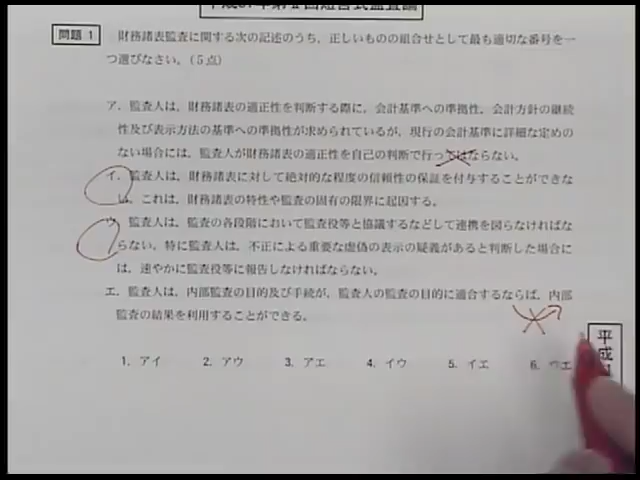 問題 1 財務諸表監査に関する次の記述のうち、正しいものの組合せとして最も適切な番号を一
つ選びなさい。(5点)
ア．監査人は、財務諸表の適正性を判断する際に、会計基準への準拠性、会計方針の継続
性及び表示方法の基準への準拠性が求められているが、現行の会計基準に詳細な定めの
ない場合には、監査人が財務諸表の適正性を自己の判断で行ってはならない。
イ．監査人は、財務諸表に対して絶対的な程度の信頼性の保証を付与することができな
い。これは、財務諸表の特性や監査の固有の限界に起因する。
ウ．監査人は、監査の各段階において監査役等と協議するなどして連携を図らなければな
らない。特に監査人は、不正による重要な虚偽の表示の疑義があると判断した場合に
は、速やかに監査役等に報告しなければならない。
エ．監査人は、内部監査の目的及び手続が、監査人の監査の目的に適合するならば、内部
監査の結果を利用することができる。
1．アイ 2．アウ 3．アエ 4．イウ 5．イエ 6．ウエ
平成